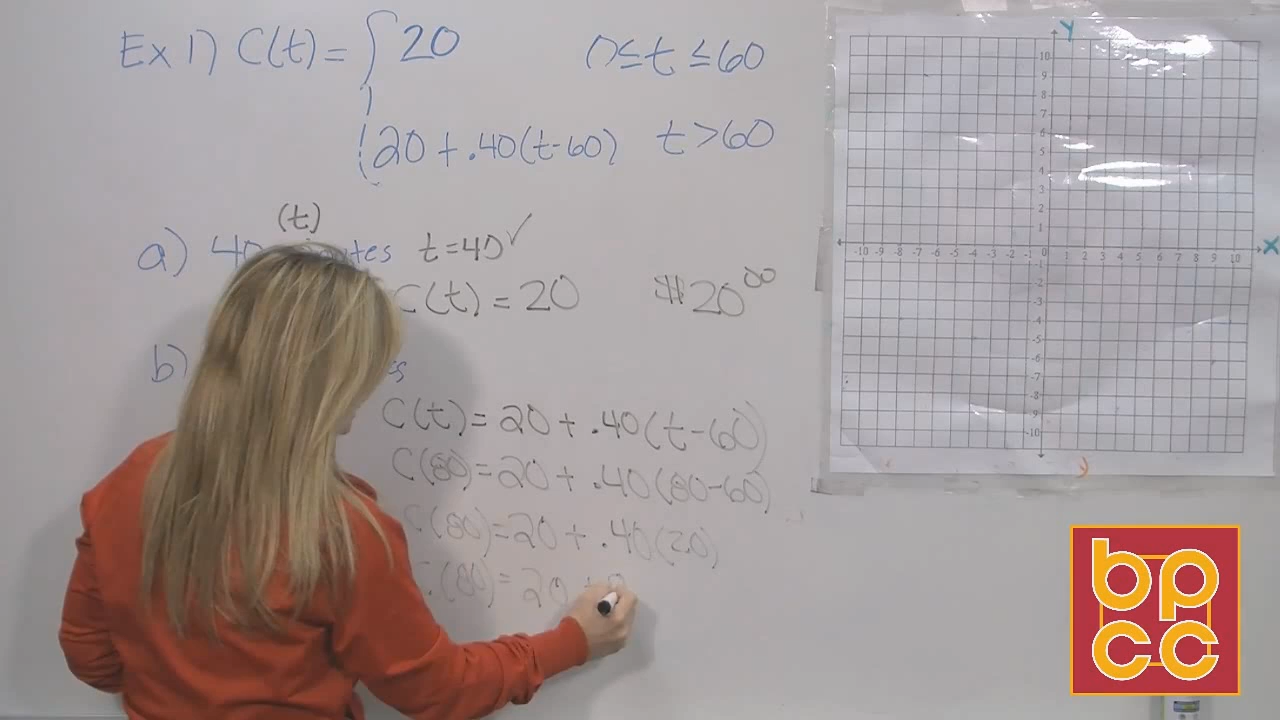 Ex 1) C(t) = { 20 0≤t≤60
20 + .40(t-60) t>60
(t)
a) 40 t=40 ✓
C(t) = 20 $20⁰⁰
b)
C(t) = 20 + .40(t-60)
C(80) = 20 + .40(80-60)
C(80) = 20 + .40(20)
C(80) = 20 +
Y
10
9
8
7
6
5
4
3
2
1
-10 -9 -8 -7 -6 -5 -4 -3 -2 -1 0 1 2 3 4 5 6 7 8 9 10 X
-1
-2
-3
-4
-5
-6
-7
-8
-9
-10
bp
cc